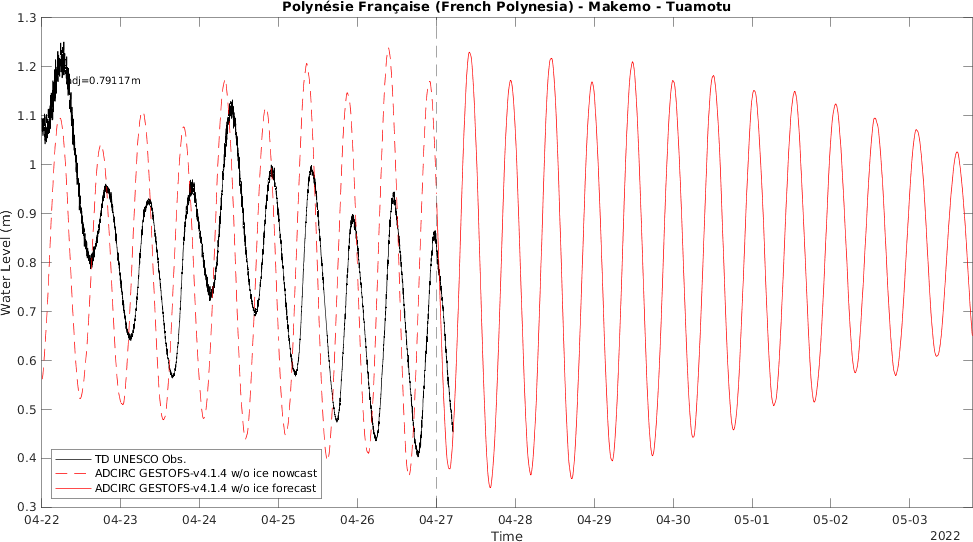 Polynésie Française (French Polynesia) - Makemo - Tuamotu
1.3
1.2
1.1
1
0.9
0.8
0.7
0.6
0.5
0.4
0.3
Water Level (m)
adj=0.79117m
TD UNESCO Obs.
ADCIRC GESTOFS-v4.1.4 w/o ice nowcast
ADCIRC GESTOFS-v4.1.4 w/o ice forecast
04-22 04-23 04-24 04-25 04-26 04-27 04-28 04-29 04-30 05-01 05-02 05-03
Time
2022